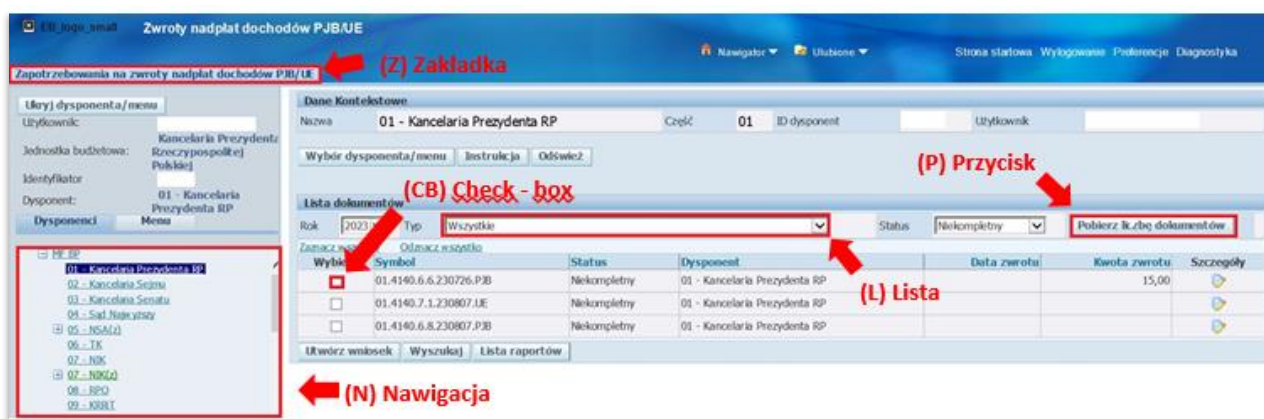 EB_logo_small Zwroty nadpłat dochodów PJB/UE
Nawigator Ulubione Strona startowa Wylogowanie Preferencje Diagnostyka
Zapotrzebowania na zwroty nadpłat dochodów PJB/UE (Z) Zakładka
Ukryj dysponenta/menu
Użytkownik:
Jednostka budżetowa: Kancelaria Prezydenta Rzeczypospolitej Polskiej
Identyfikator
Dysponent: 01 - Kancelaria Prezydenta RP
Dysponenci Menu
MF BP
01 - Kancelaria Prezydenta RP
02 - Kancelaria Sejmu
03 - Kancelaria Senatu
04 - Sąd Najwyższy
05 - NSA(z)
06 - TK
07 - NIK
07 - NIK(z)
08 - RPO
09 - KRRiT
(N) Nawigacja
Dane Kontekstowe
Nazwa 01 - Kancelaria Prezydenta RP Część 01 ID dysponent Użytkownik
Wybór dysponenta/menu Instrukcja Odśwież
(P) Przycisk
(CB) Check - box
Lista dokumentów
Rok 2023 Typ Wszystkie Status Niekompletny Pobierz liczbę dokumentów
Odznacz wszystko
Symbol Status Dysponent Data zwrotu Kwota zwrotu Szczegóły
01.4140.6.6.230726.PJB Niekompletny 01 - Kancelaria Prezydenta RP 15,00
01.4140.7.1.230807.UE Niekompletny 01 - Kancelaria Prezydenta RP
01.4140.6.8.230807.PJB Niekompletny 01 - Kancelaria Prezydenta RP
(L) Lista
Utwórz wniosek Wyszukaj Lista raportów